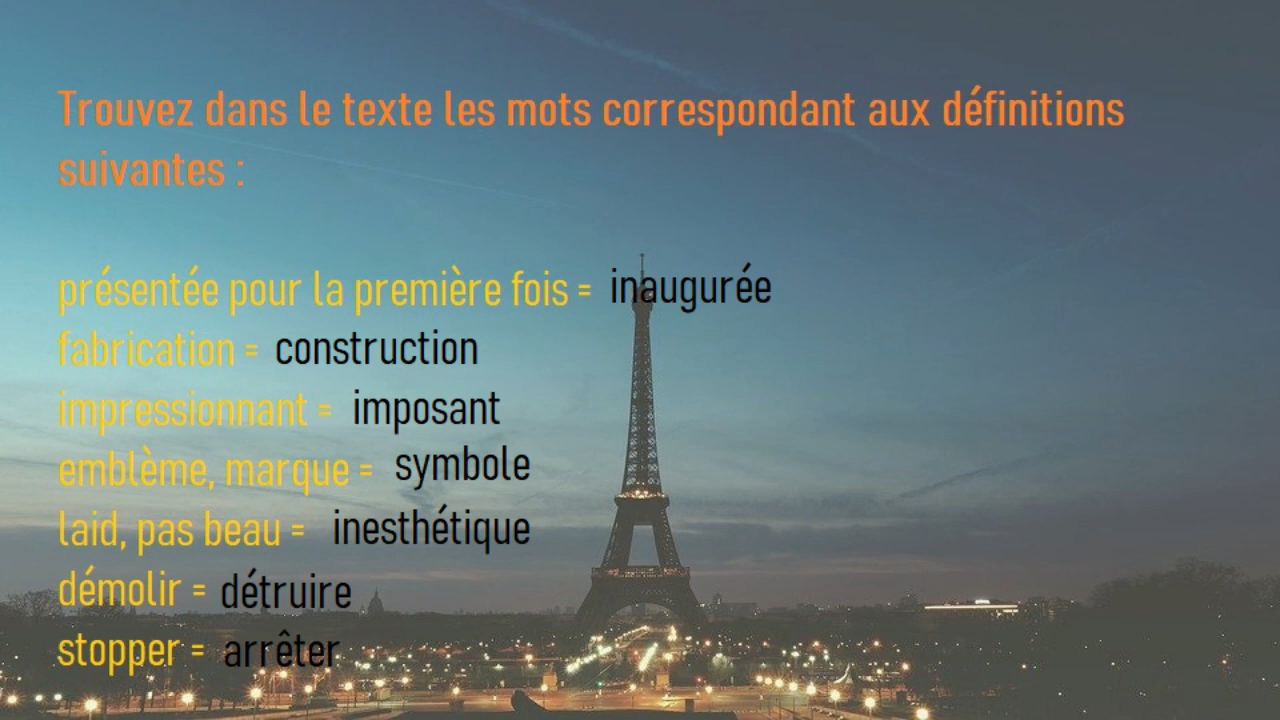 Trouvez dans le texte les mots correspondant aux définitions
suivantes :
présentée pour la première fois = inaugurée
fabrication = construction
impressionnant = imposant
emblème, marque = symbole
laid, pas beau = inesthétique
démolir = détruire
stopper = arrêter